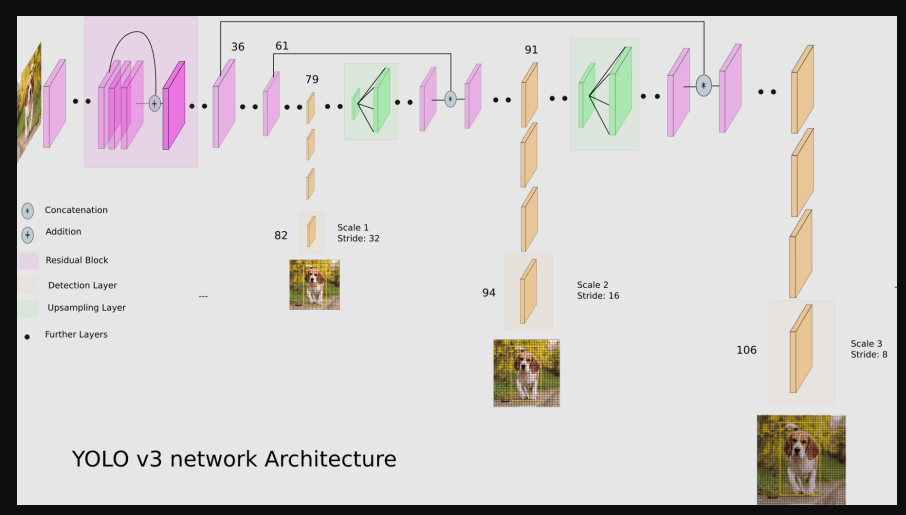 36
61
91
79
82
Scale 1
Stride: 32
94
Scale 2
Stride: 16
106
Scale 3
Stride: 8
* Concatenation
+ Addition
Residual Block
Detection Layer
Upsampling Layer
Further Layers
---
YOLO v3 network Architecture